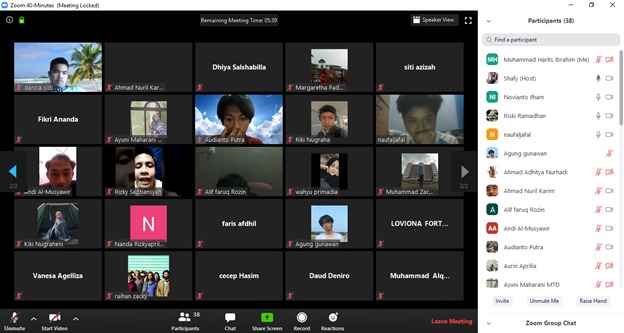 Zoom 40-Minutes (Meeting Locked)
Remaining Meeting Time: 05:39
Speaker View
danica sidi
Ahmad Nuril Kar...
Dhiya Salshabilla
Margaretha Pad...
siti azizah
Fikri Ananda
Ayuni Maharani ...
Audianto Putra
Riki Nugraha
naufaljafal
2/2
Andi Al-Musyawir
Rizky Septiansyah
Alif faruq Rozin
wahyu primadia
Muhammad Zac...
2/2
Kiki Nugraheni
N
Nanda Rizkyapril...
faris afdhil
Agung gunawan
LOVIONA FORT...
Vanesa Agelliza
raihan zacky
cecep Hasim
Daud Deniro
Muhammad Alq...
Unmute
Start Video
38
Participants
Chat
Share Screen
Record
Reactions
Leave Meeting
Participants (38)
Find a participant
MH Muhammad Harits Ibrahim (Me)
Shafy (Host)
NI Novianto Ilham
Riski Ramadhan
N naufaljafal
Agung gunawan
Ahmad Adhitya Nurhadi
Ahmad Nuril Karim
A Alif faruq Rozin
AA Andi Al-Musyawir
Audianto Putra
Aurin Aprilia
Ayuni Maharani MTD
Invite
Unmute Me
Raise Hand
Zoom Group Chat